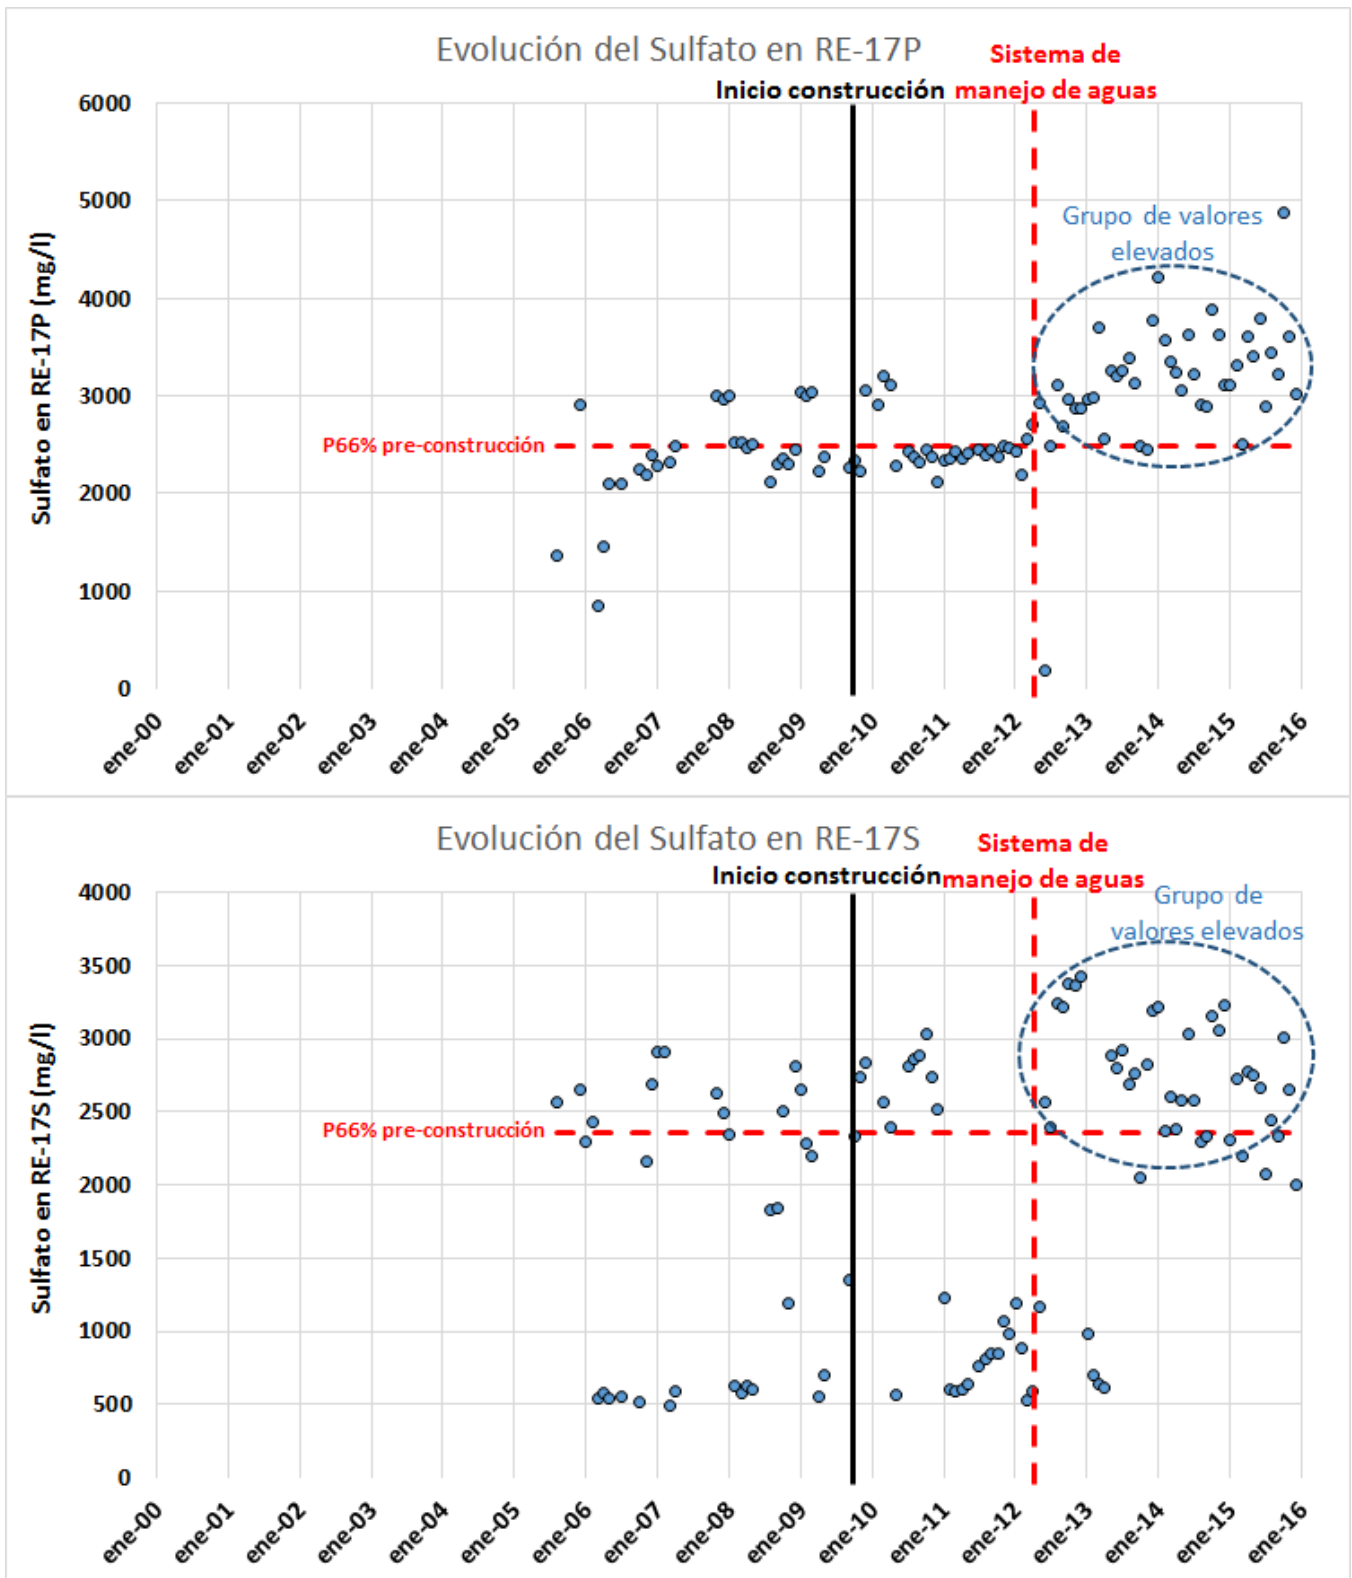 Evolución del Sulfato en RE-17P
Sistema de
manejo de aguas
Inicio construcción
Grupo de valores
elevados
P66% pre-construcción
Sulfato en RE-17P (mg/l)
6000
5000
4000
3000
2000
1000
0
ene-00
ene-01
ene-02
ene-03
ene-04
ene-05
ene-06
ene-07
ene-08
ene-09
ene-10
ene-11
ene-12
ene-13
ene-14
ene-15
ene-16
Evolución del Sulfato en RE-17S
Sistema de
manejo de aguas
Inicio construcción
Grupo de
valores elevados
P66% pre-construcción
Sulfato en RE-17S (mg/l)
4000
3500
3000
2500
2000
1500
1000
500
0
ene-00
ene-01
ene-02
ene-03
ene-04
ene-05
ene-06
ene-07
ene-08
ene-09
ene-10
ene-11
ene-12
ene-13
ene-14
ene-15
ene-16